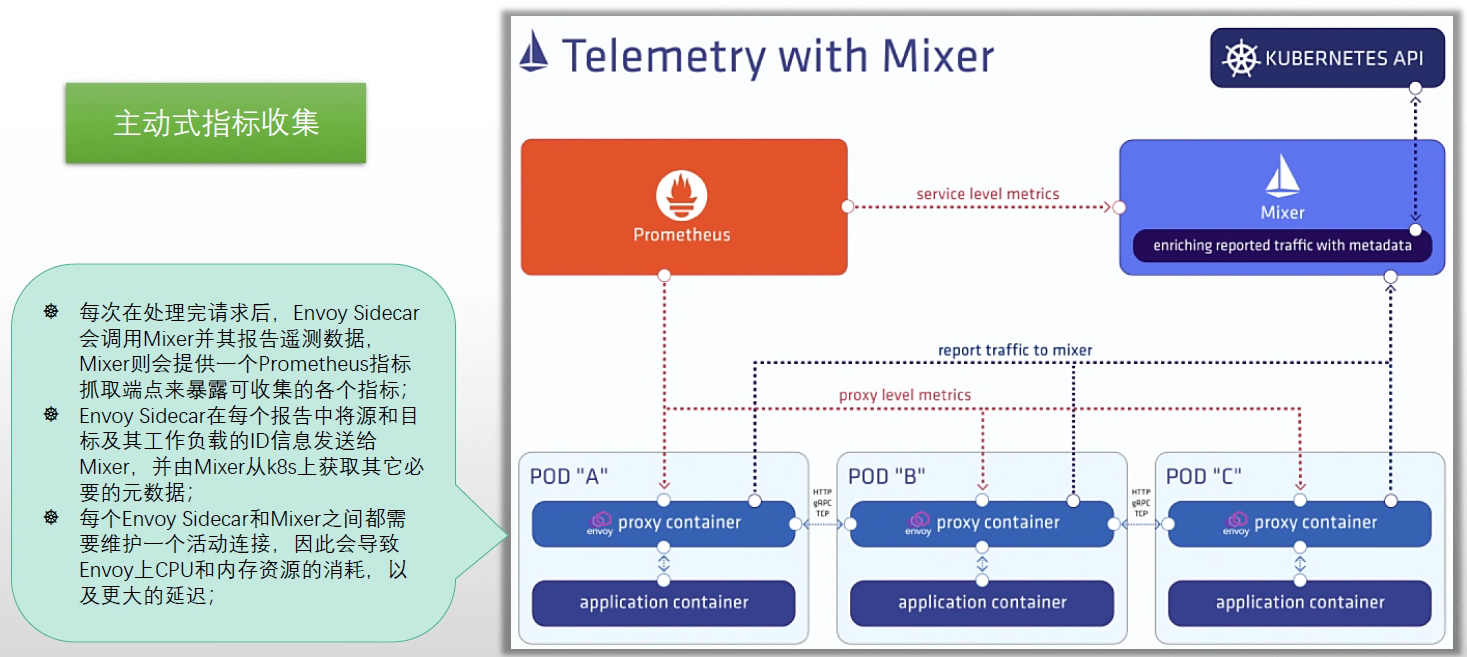 主动式指标收集
每次在处理完请求后，Envoy Sidecar
会调用Mixer并其报告遥测数据，
Mixer则会提供一个Prometheus指标
抓取端点来暴露可收集的各个指标；
Envoy Sidecar在每个报告中将源和目
标及其工作负载的ID信息发送给
Mixer，并由Mixer从k8s上获取其它必
要的元数据；
每个Envoy Sidecar和Mixer之间都需
要维护一个活动连接，因此会导致
Envoy上CPU和内存资源的消耗，以
及更大的延迟；
Telemetry with Mixer
KUBERNETES API
Prometheus
service level metrics
Mixer
enriching reported traffic with metadata
report traffic to mixer
proxy level metrics
POD "A"
envoy
proxy container
application container
HTTP
gRPC
TCP
POD "B"
envoy
proxy container
application container
HTTP
gRPC
TCP
POD "C"
envoy
proxy container
application container